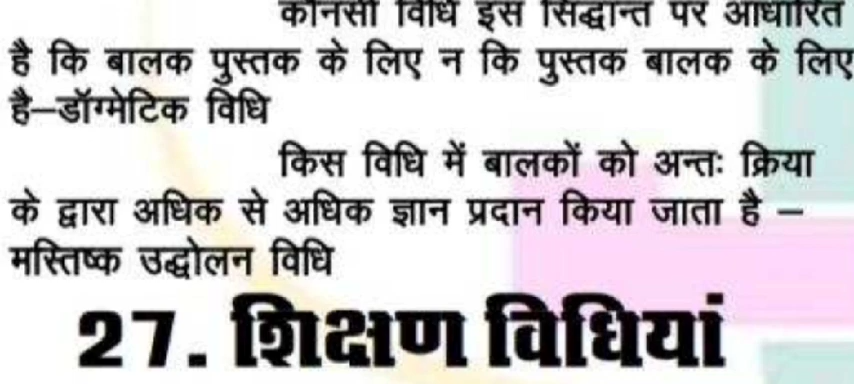 कौनसी विधि इस सिद्धान्त पर आधारित
है कि बालक पुस्तक के लिए न कि पुस्तक बालक के लिए
है–डॉग्मेटिक विधि
किस विधि में बालकों को अन्तः क्रिया
के द्वारा अधिक से अधिक ज्ञान प्रदान किया जाता है –
मस्तिष्क उद्धोलन विधि
27. शिक्षण विधियां